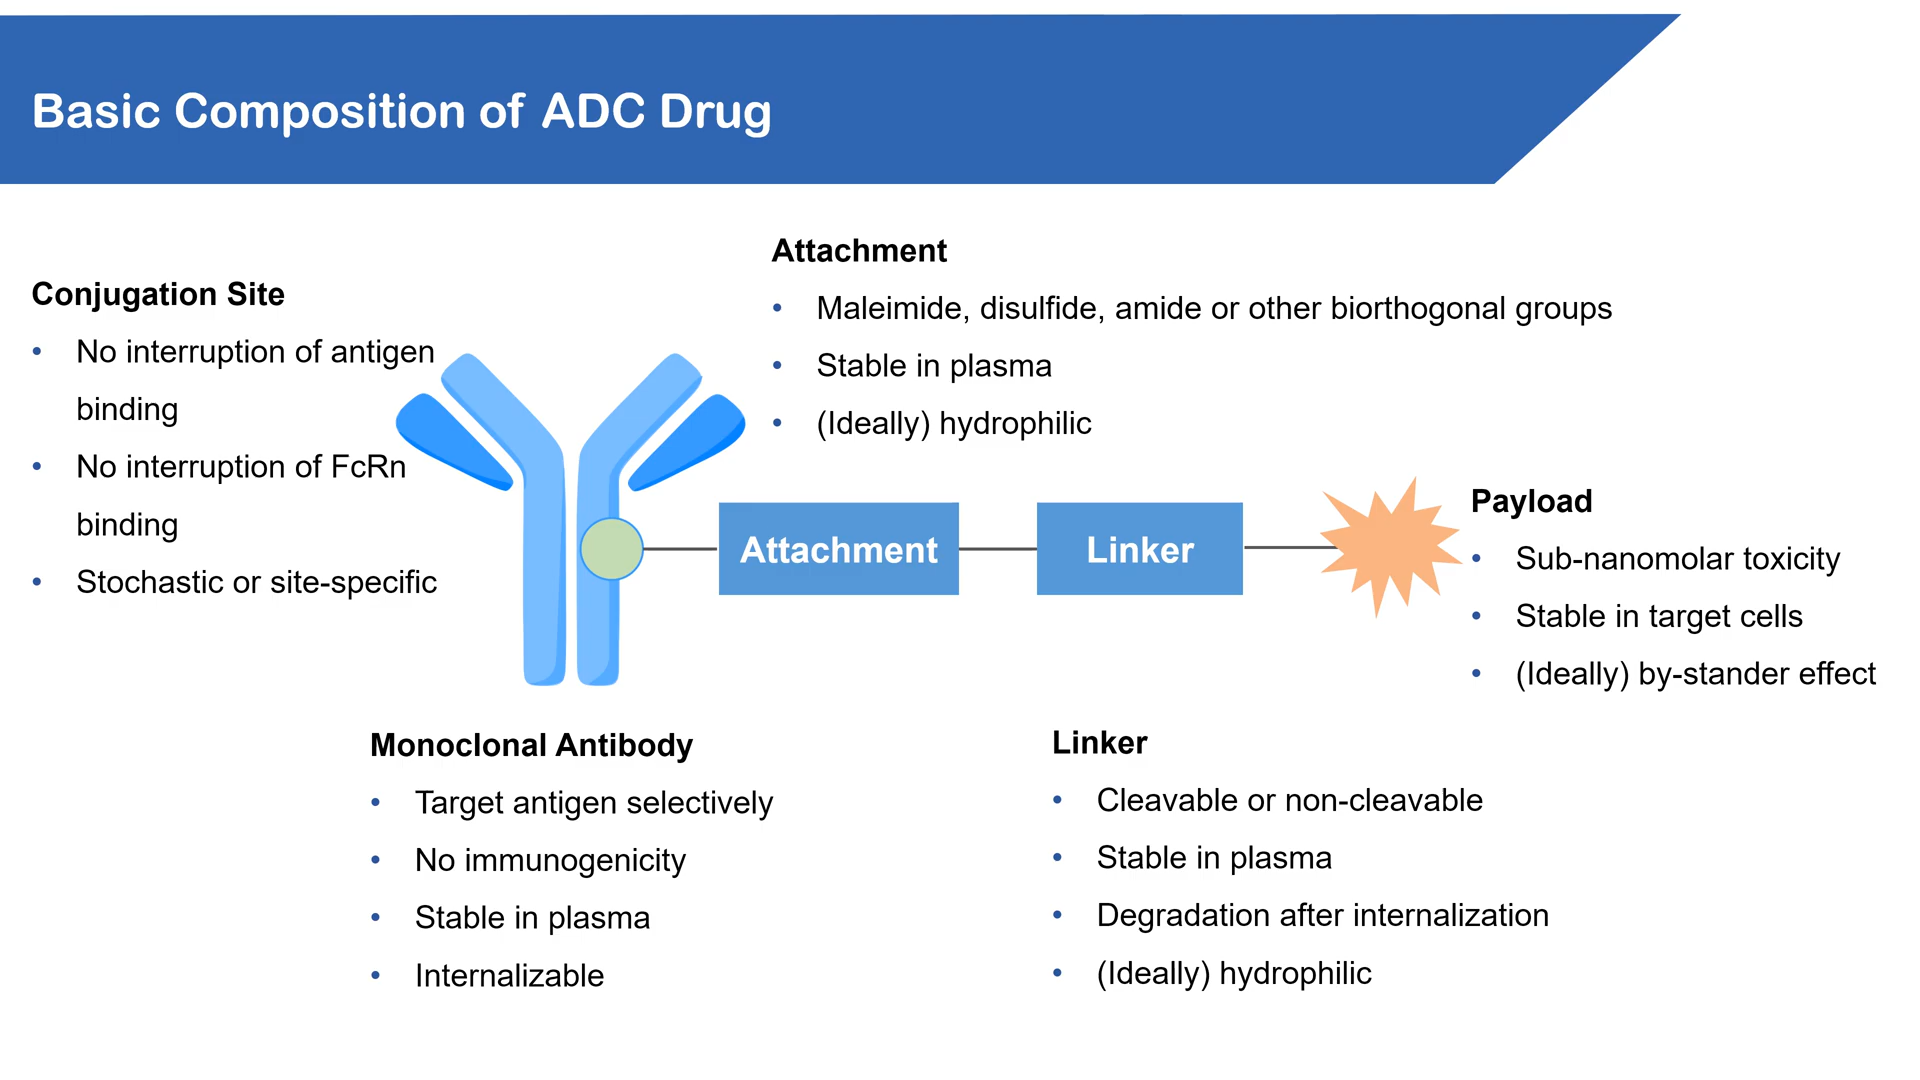 Basic Composition of ADC Drug
Conjugation Site
• No interruption of antigen
binding
• No interruption of FcRn
binding
• Stochastic or site-specific
Attachment
• Maleimide, disulfide, amide or other biorthogonal groups
• Stable in plasma
• (Ideally) hydrophilic
Attachment
Linker
Payload
• Sub-nanomolar toxicity
• Stable in target cells
• (Ideally) by-stander effect
Monoclonal Antibody
• Target antigen selectively
• No immunogenicity
• Stable in plasma
• Internalizable
Linker
• Cleavable or non-cleavable
• Stable in plasma
• Degradation after internalization
• (Ideally) hydrophilic